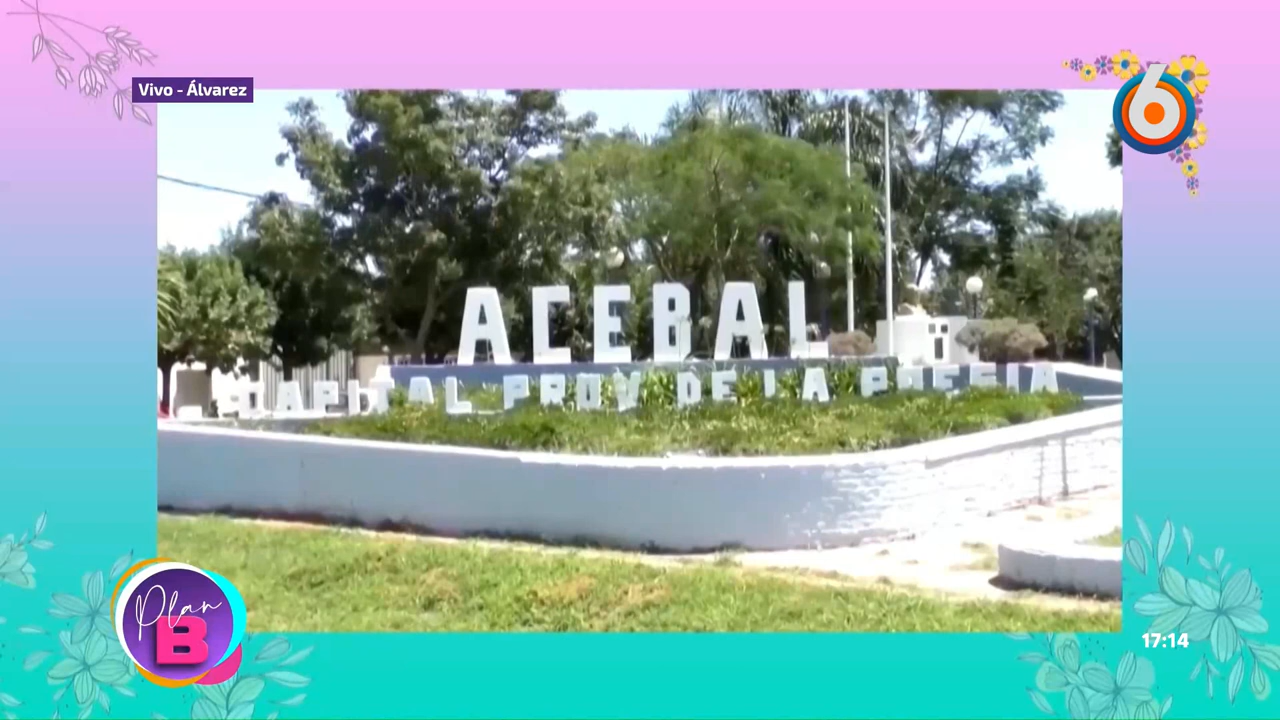 Vivo - Álvarez
6
ACEBAL
CAPITAL PROV DE LA POESIA
Plan
B
17:14